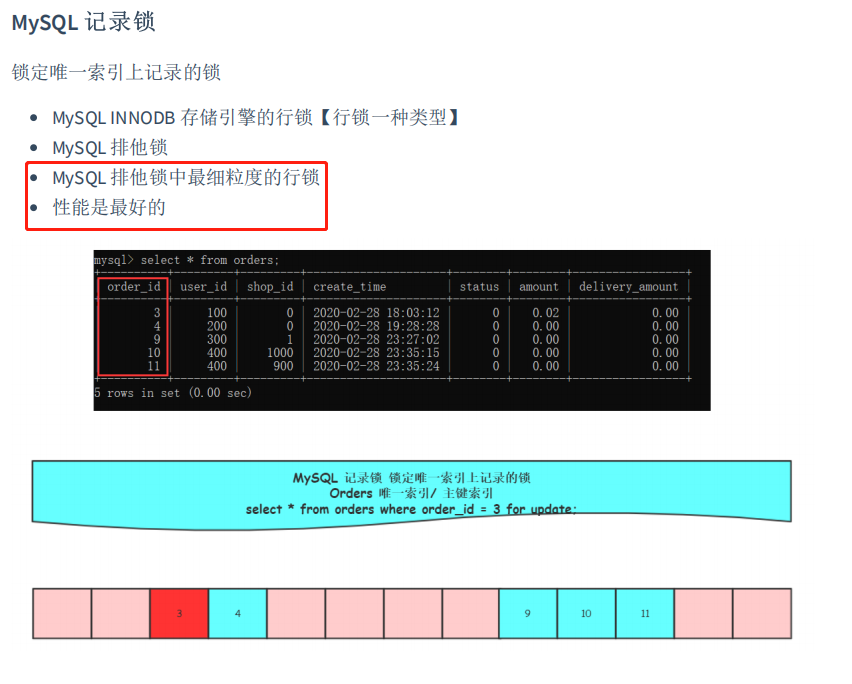 MySQL 记录锁
锁定唯一索引上记录的锁
MySQL INNODB 存储引擎的行锁【行锁一种类型】
MySQL 排他锁
MySQL 排他锁中最细粒度的行锁
性能是最好的
mysql> select * from orders;
order_id | user_id | shop_id | create_time | status | amount | delivery_amount |
3 | 100 | 0 | 2020-02-28 18:03:12 | 0 | 0.02 | 0.00 |
4 | 200 | 0 | 2020-02-28 19:28:28 | 0 | 0.00 | 0.00 |
9 | 300 | 1 | 2020-02-28 23:27:02 | 0 | 0.00 | 0.00 |
10 | 400 | 1000 | 2020-02-28 23:35:15 | 0 | 0.00 | 0.00 |
11 | 400 | 900 | 2020-02-28 23:35:24 | 0 | 0.00 | 0.00 |
5 rows in set (0.00 sec)
MySQL 记录锁 锁定唯一索引上记录的锁
Orders 唯一索引/ 主键索引
select * from orders where order_id = 3 for update;
3 4 9 10 11